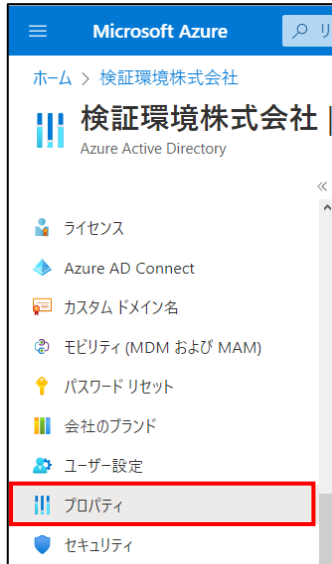 Microsoft Azure
リ
ホーム > 検証環境株式会社
検証環境株式会社 |
Azure Active Directory
«
ライセンス
Azure AD Connect
カスタム ドメイン名
モビリティ (MDM および MAM)
パスワード リセット
会社のブランド
ユーザー設定
プロパティ
セキュリティ